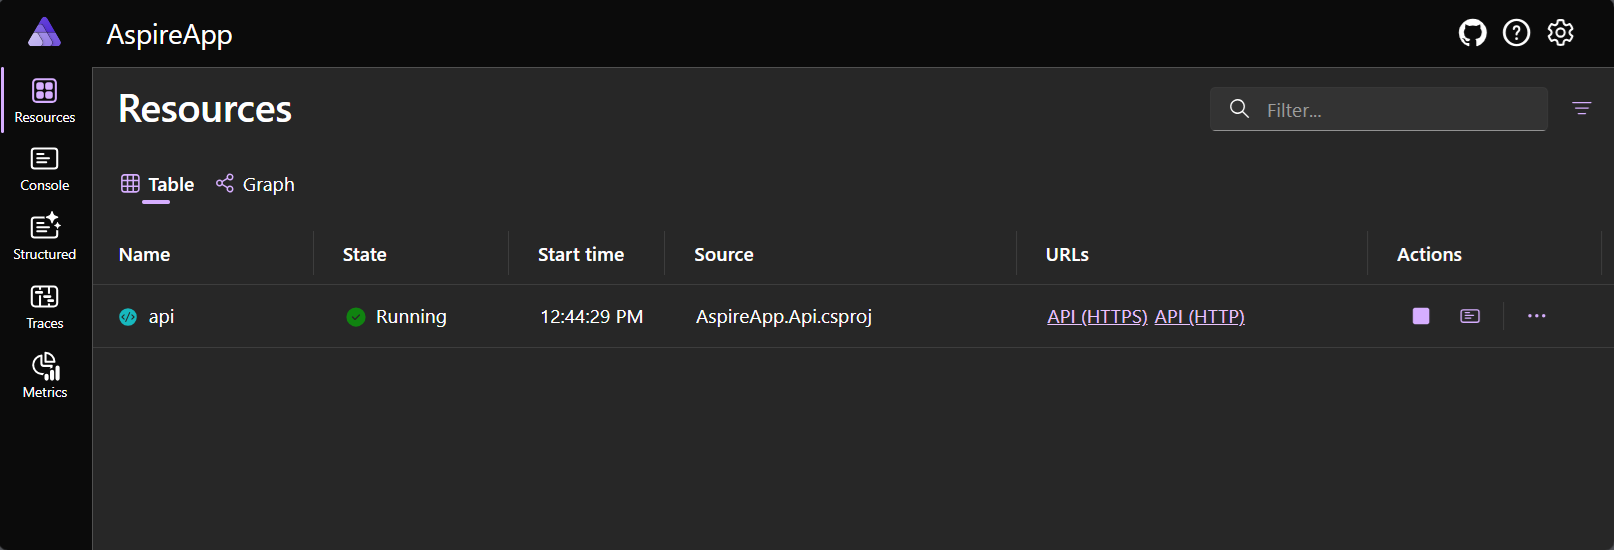 AspireApp
Resources
Console
Structured
Traces
Metrics
Resources
Filter...
Table Graph
Name State Start time Source URLs Actions
api Running 12:44:29 PM AspireApp.Api.csproj API (HTTPS) API (HTTP)